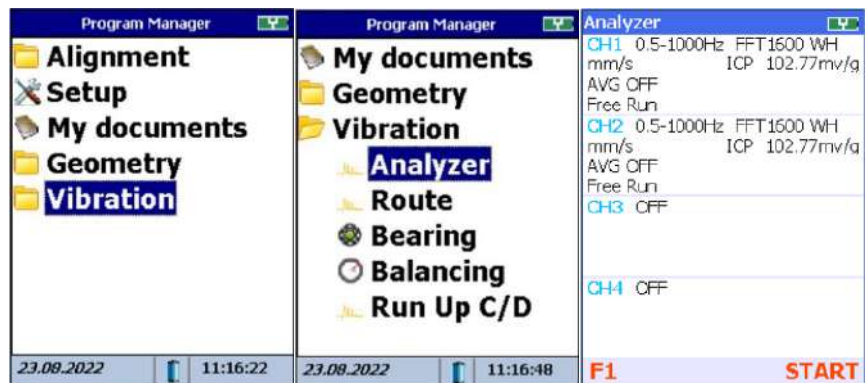 Program Manager
Alignment
Setup
My documents
Geometry
Vibration
23.08.2022 11:16:22
Program Manager
My documents
Geometry
Vibration
Analyzer
Route
Bearing
Balancing
Run Up C/D
23.08.2022 11:16:48
Analyzer
CH1 0.5-1000Hz FFT1600 WH
mm/s ICP 102.77mv/g
AVG OFF
Free Run
CH2 0.5-1000Hz FFT1600 WH
mm/s ICP 102.77mv/g
AVG OFF
Free Run
CH3 OFF
CH4 OFF
F1 START